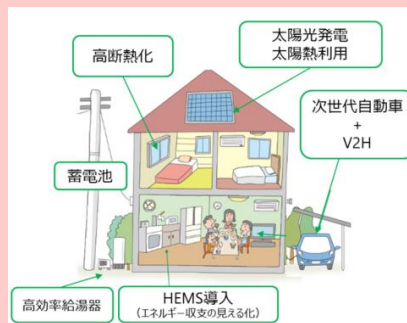 太陽光発電
太陽熱利用
高断熱化
次世代自動車
+
V2H
蓄電池
高効率給湯器
HEMS導入
(エネルギー収支の見える化)